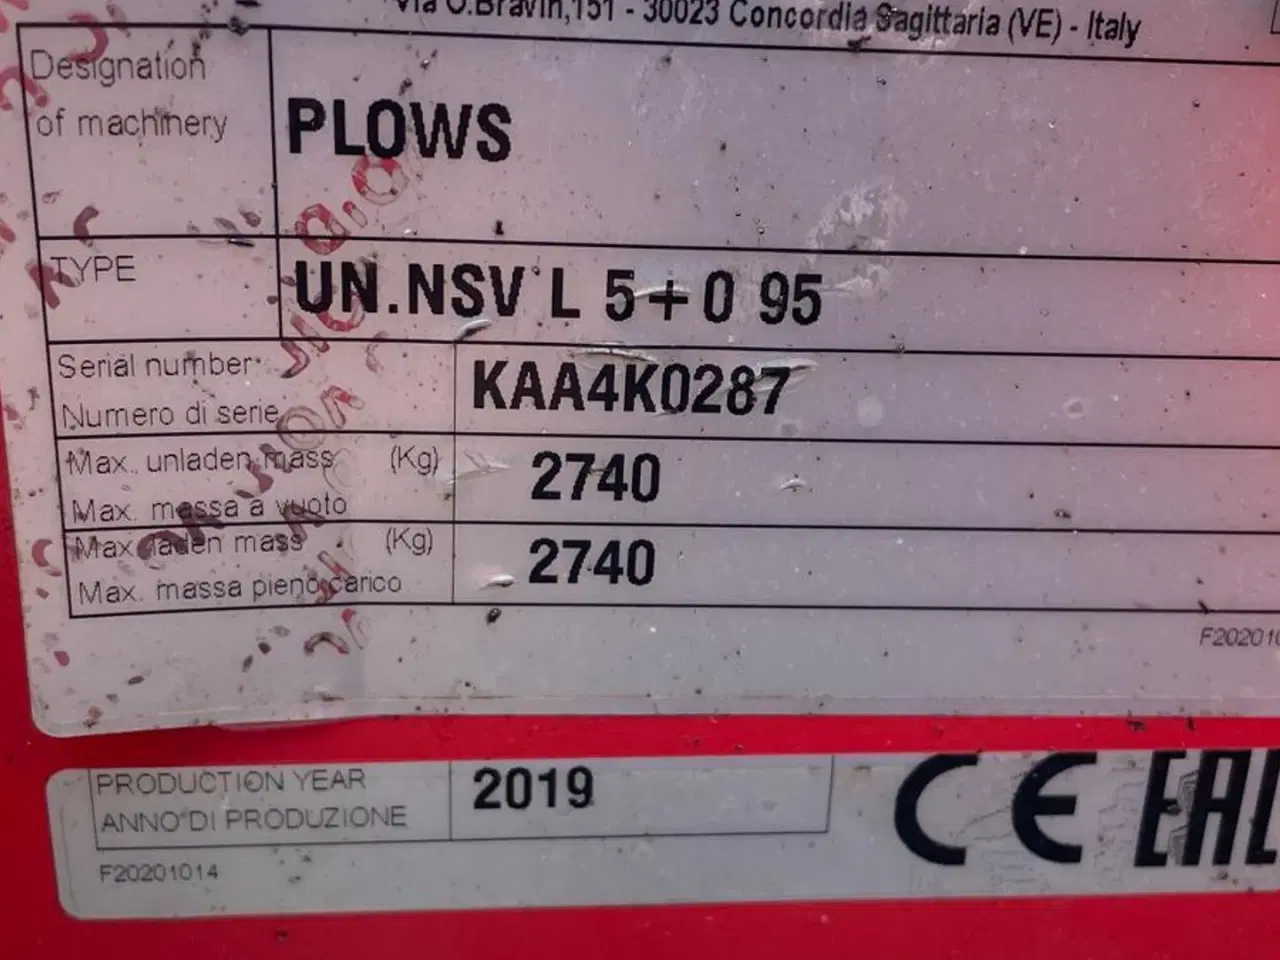 Via O.Bravin,151 - 30023 Concordia Sagittaria (VE) - Italy
Designation
of machinery
PLOWS
TYPE
UN.NSV L 5+0 95
Serial number
Numero di serie
KAA4K0287
Max. unladen mass (Kg)
Max. massa a vuoto
2740
Max. laden mass (Kg)
Max. massa pieno carico
2740
PRODUCTION YEAR
ANNO DI PRODUZIONE
2019
CE EAC
F20201014